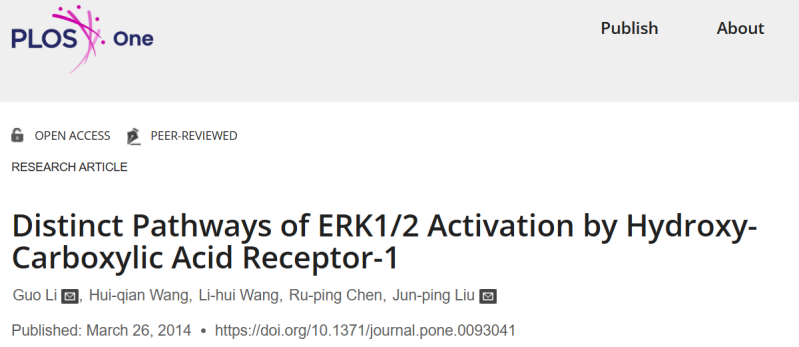 PLOS One
Publish
About
OPEN ACCESS
PEER-REVIEWED
RESEARCH ARTICLE
Distinct Pathways of ERK1/2 Activation by Hydroxy-
Carboxylic Acid Receptor-1
Guo Li, Hui-qian Wang, Li-hui Wang, Ru-ping Chen, Jun-ping Liu
Published: March 26, 2014 • https://doi.org/10.1371/journal.pone.0093041